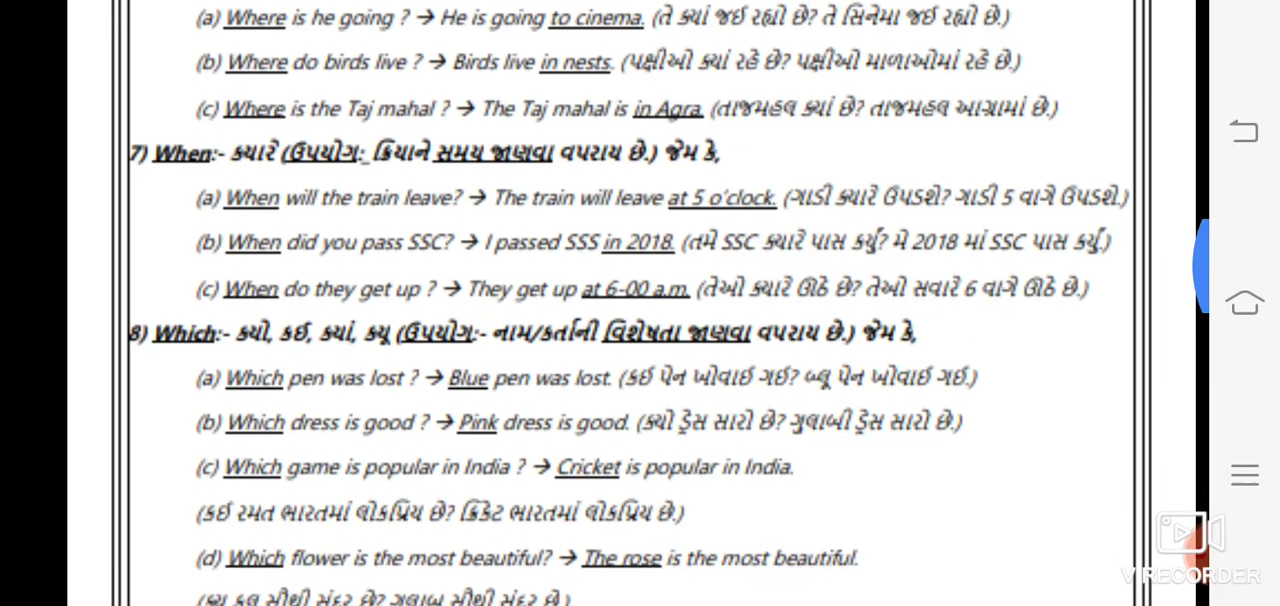 (a) Where is he going ? → He is going to cinema. (તે ક્યાં જઈ રહ્યો છે? તે સિનેમા જઈ રહ્યો છે.)
(b) Where do birds live ? → Birds live in nests. (પક્ષીઓ ક્યાં રહે છે? પક્ષીઓ માળાઓમાં રહે છે.)
(c) Where is the Taj mahal ? → The Taj mahal is in Agra. (તાજમહલ ક્યાં છે? તાજમહલ આગ્રામાં છે.)
7) When:- ક્યારે (ઉપયોગ:_ક્રિયાને સમય જાણવા વપરાય છે.) જેમ કે,
(a) When will the train leave? → The train will leave at 5 o'clock. (ગાડી ક્યારે ઉપડશે? ગાડી 5 વાગે ઉપડશે.)
(b) When did you pass SSC? → I passed SSS in 2018. (તમે SSC ક્યારે પાસ કર્યું? મે 2018 માં SSC પાસ કર્યું.)
(c) When do they get up ? → They get up at 6-00 a.m. (તેઓ ક્યારે ઊઠે છે? તેઓ સવારે 6 વાગે ઊઠે છે.)
8) Which:- ક્યો, કઈ, ક્યાં, ક્યૂ (ઉપયોગ:- નામ/કર્તાની વિશેષતા જાણવા વપરાય છે.) જેમ કે,
(a) Which pen was lost ? → Blue pen was lost. (કઈ પેન ખોવાઈ ગઈ? બ્લૂ પેન ખોવાઈ ગઈ.)
(b) Which dress is good ? → Pink dress is good. (ક્યો ડ્રેસ સારો છે? ગુલાબી ડ્રેસ સારો છે.)
(c) Which game is popular in India ? → Cricket is popular in India.
(કઈ રમત ભારતમાં લોકપ્રિય છે? ક્રિકેટ ભારતમાં લોકપ્રિય છે.)
(d) Which flower is the most beautiful? → The rose is the most beautiful.
(ક્યુ ફૂલ સૌથી સુંદર છે? ગુલાબ સૌથી સુંદર છે.)
VIRECORDER